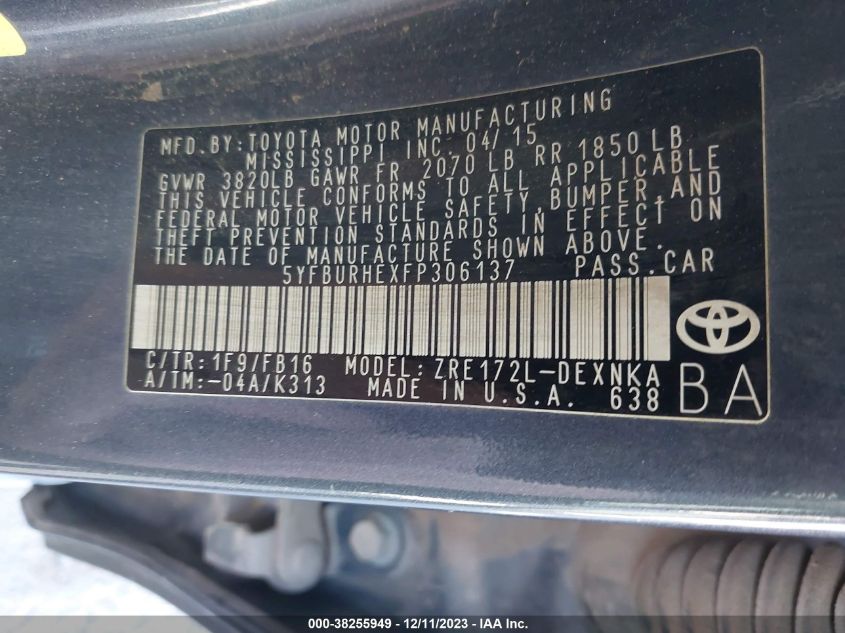 MFD.BY:TOYOTA MOTOR MANUFACTURING
MISSISSIPPI INC. 04/15
GVWR 3820LB GAWR FR 2070 LB RR 1850 LB
THIS VEHICLE CONFORMS TO ALL APPLICABLE
FEDERAL MOTOR VEHICLE SAFETY,BUMPER,AND
THEFT PREVENTION STANDARDS IN EFFECT ON
THE DATE OF MANUFACTURE SHOWN ABOVE.
5YFBURHEXFP306137 PASS.CAR
C/TR:1F9/FB16 MODEL:ZRE172L-DEXNKA
A/TM:-04A/K313 MADE IN U.S.A. 638
BA
000-38255949 - 12/11/2023 - IAA Inc.